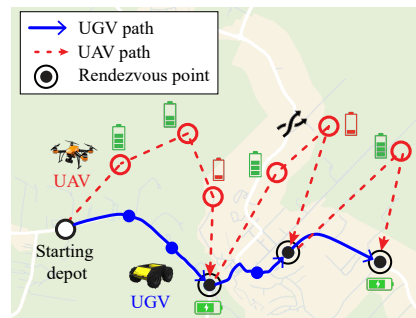 UGV path
UAV path
Rendezvous point
UAV
Starting
depot
UGV